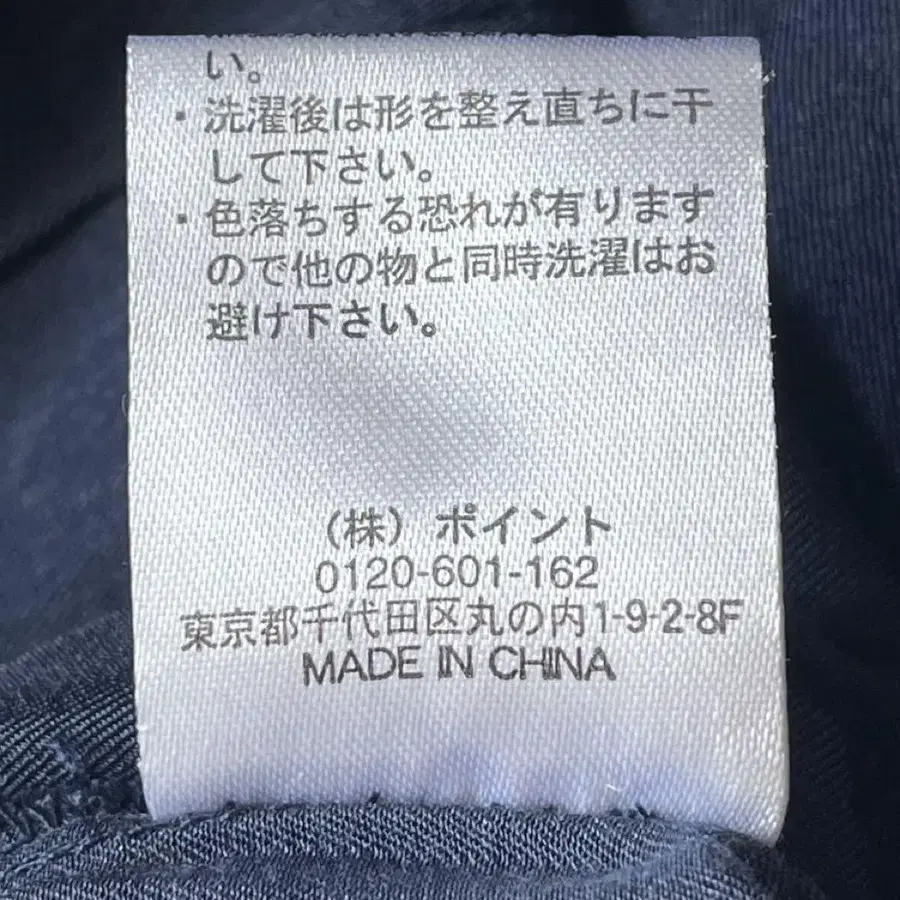 い。
・洗濯後は形を整え直ちに干
して下さい。
・色落ちする恐れが有ります
ので他の物と同時洗濯はお
避け下さい。
（株）ポイント
0120-601-162
東京都千代田区丸の内1-9-2-8F
MADE IN CHINA